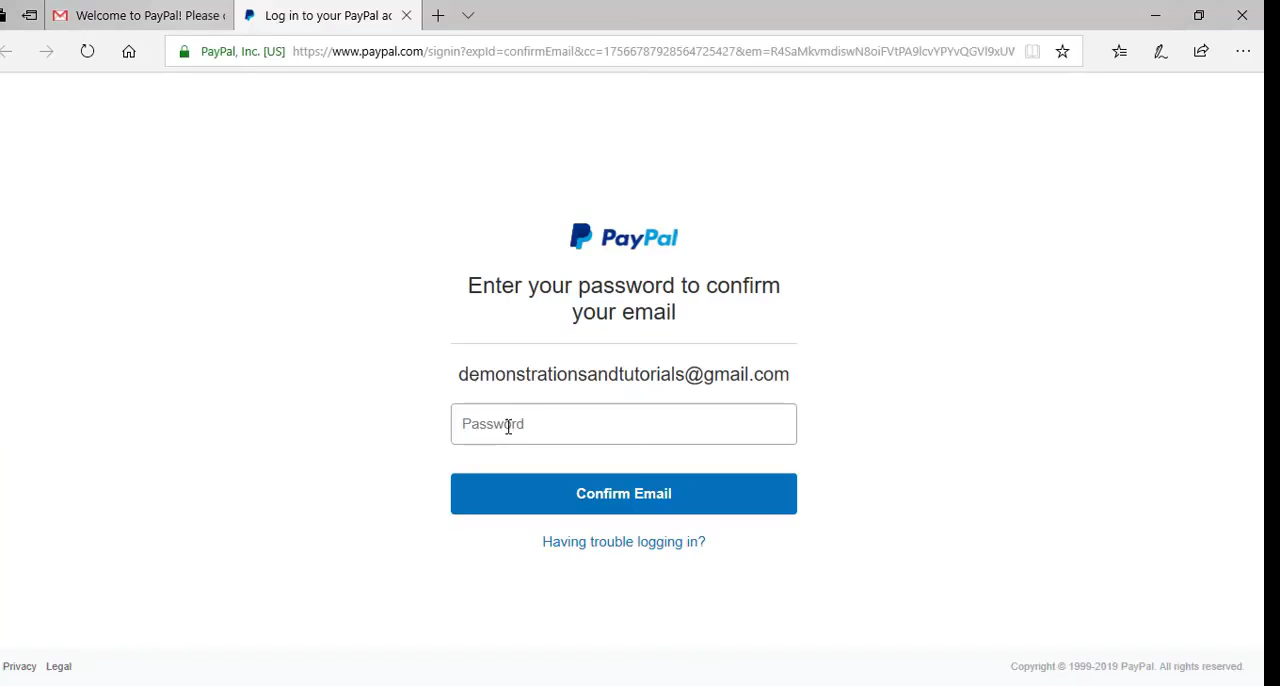 Welcome to PayPal! Please
Log in to your PayPal ac
PayPal, Inc. [US] https://www.paypal.com/signin?expId=confirmEmail&cc=1756678792856472542​7&em=R4SaMkvmdiswN8oiFVtPA9lcvYPYvQGVl9xUV
PayPal
Enter your password to confirm
your email
demonstrationsandtutorials@gmail.com
Password
Confirm Email
Having trouble logging in?
Privacy Legal
Copyright © 1999-2019 PayPal. All rights reserved.